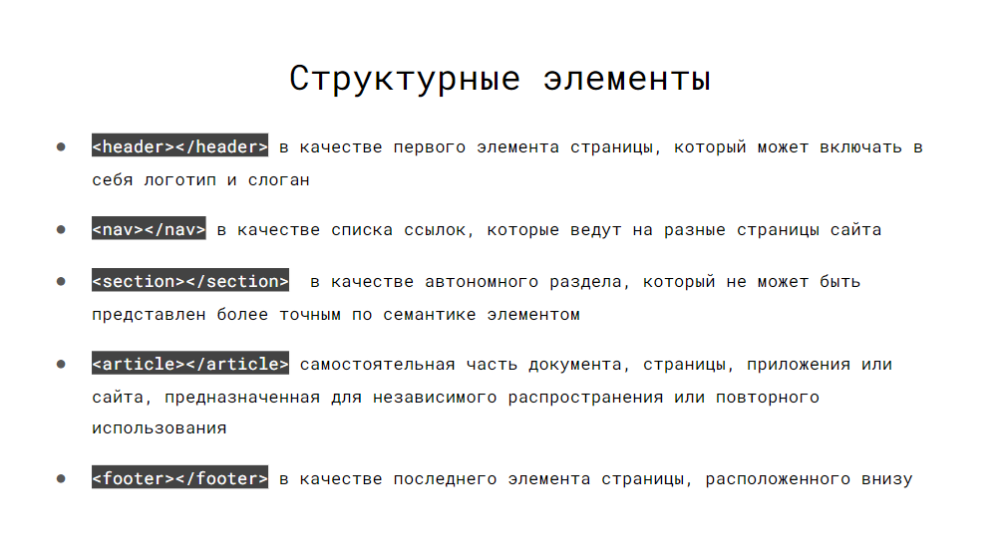 Структурные элементы
● <header></header> в качестве первого элемента страницы, который может включать в
себя логотип и слоган
● <nav></nav> в качестве списка ссылок, которые ведут на разные страницы сайта
● <section></section> в качестве автономного раздела, который не может быть
представлен более точным по семантике элементом
● <article></article> самостоятельная часть документа, страницы, приложения или
сайта, предназначенная для независимого распространения или повторного
использования
● <footer></footer> в качестве последнего элемента страницы, расположенного внизу